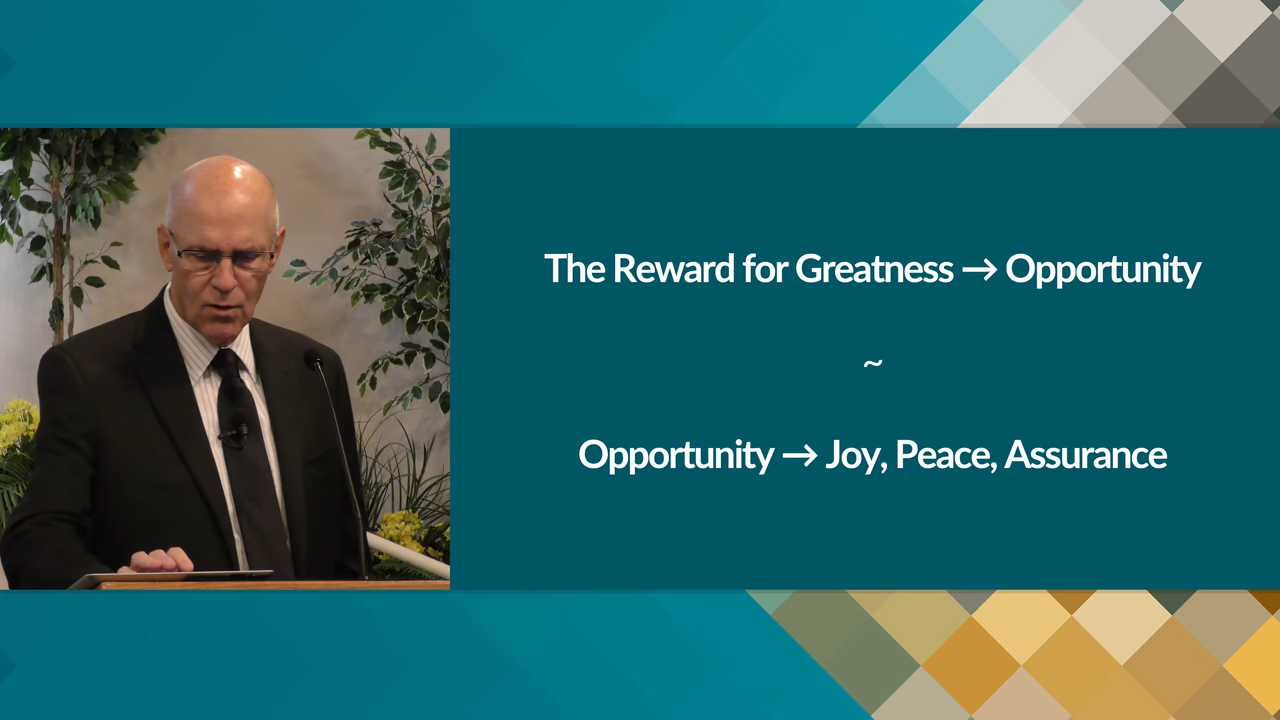 The Reward for Greatness → Opportunity
~
Opportunity → Joy, Peace, Assurance